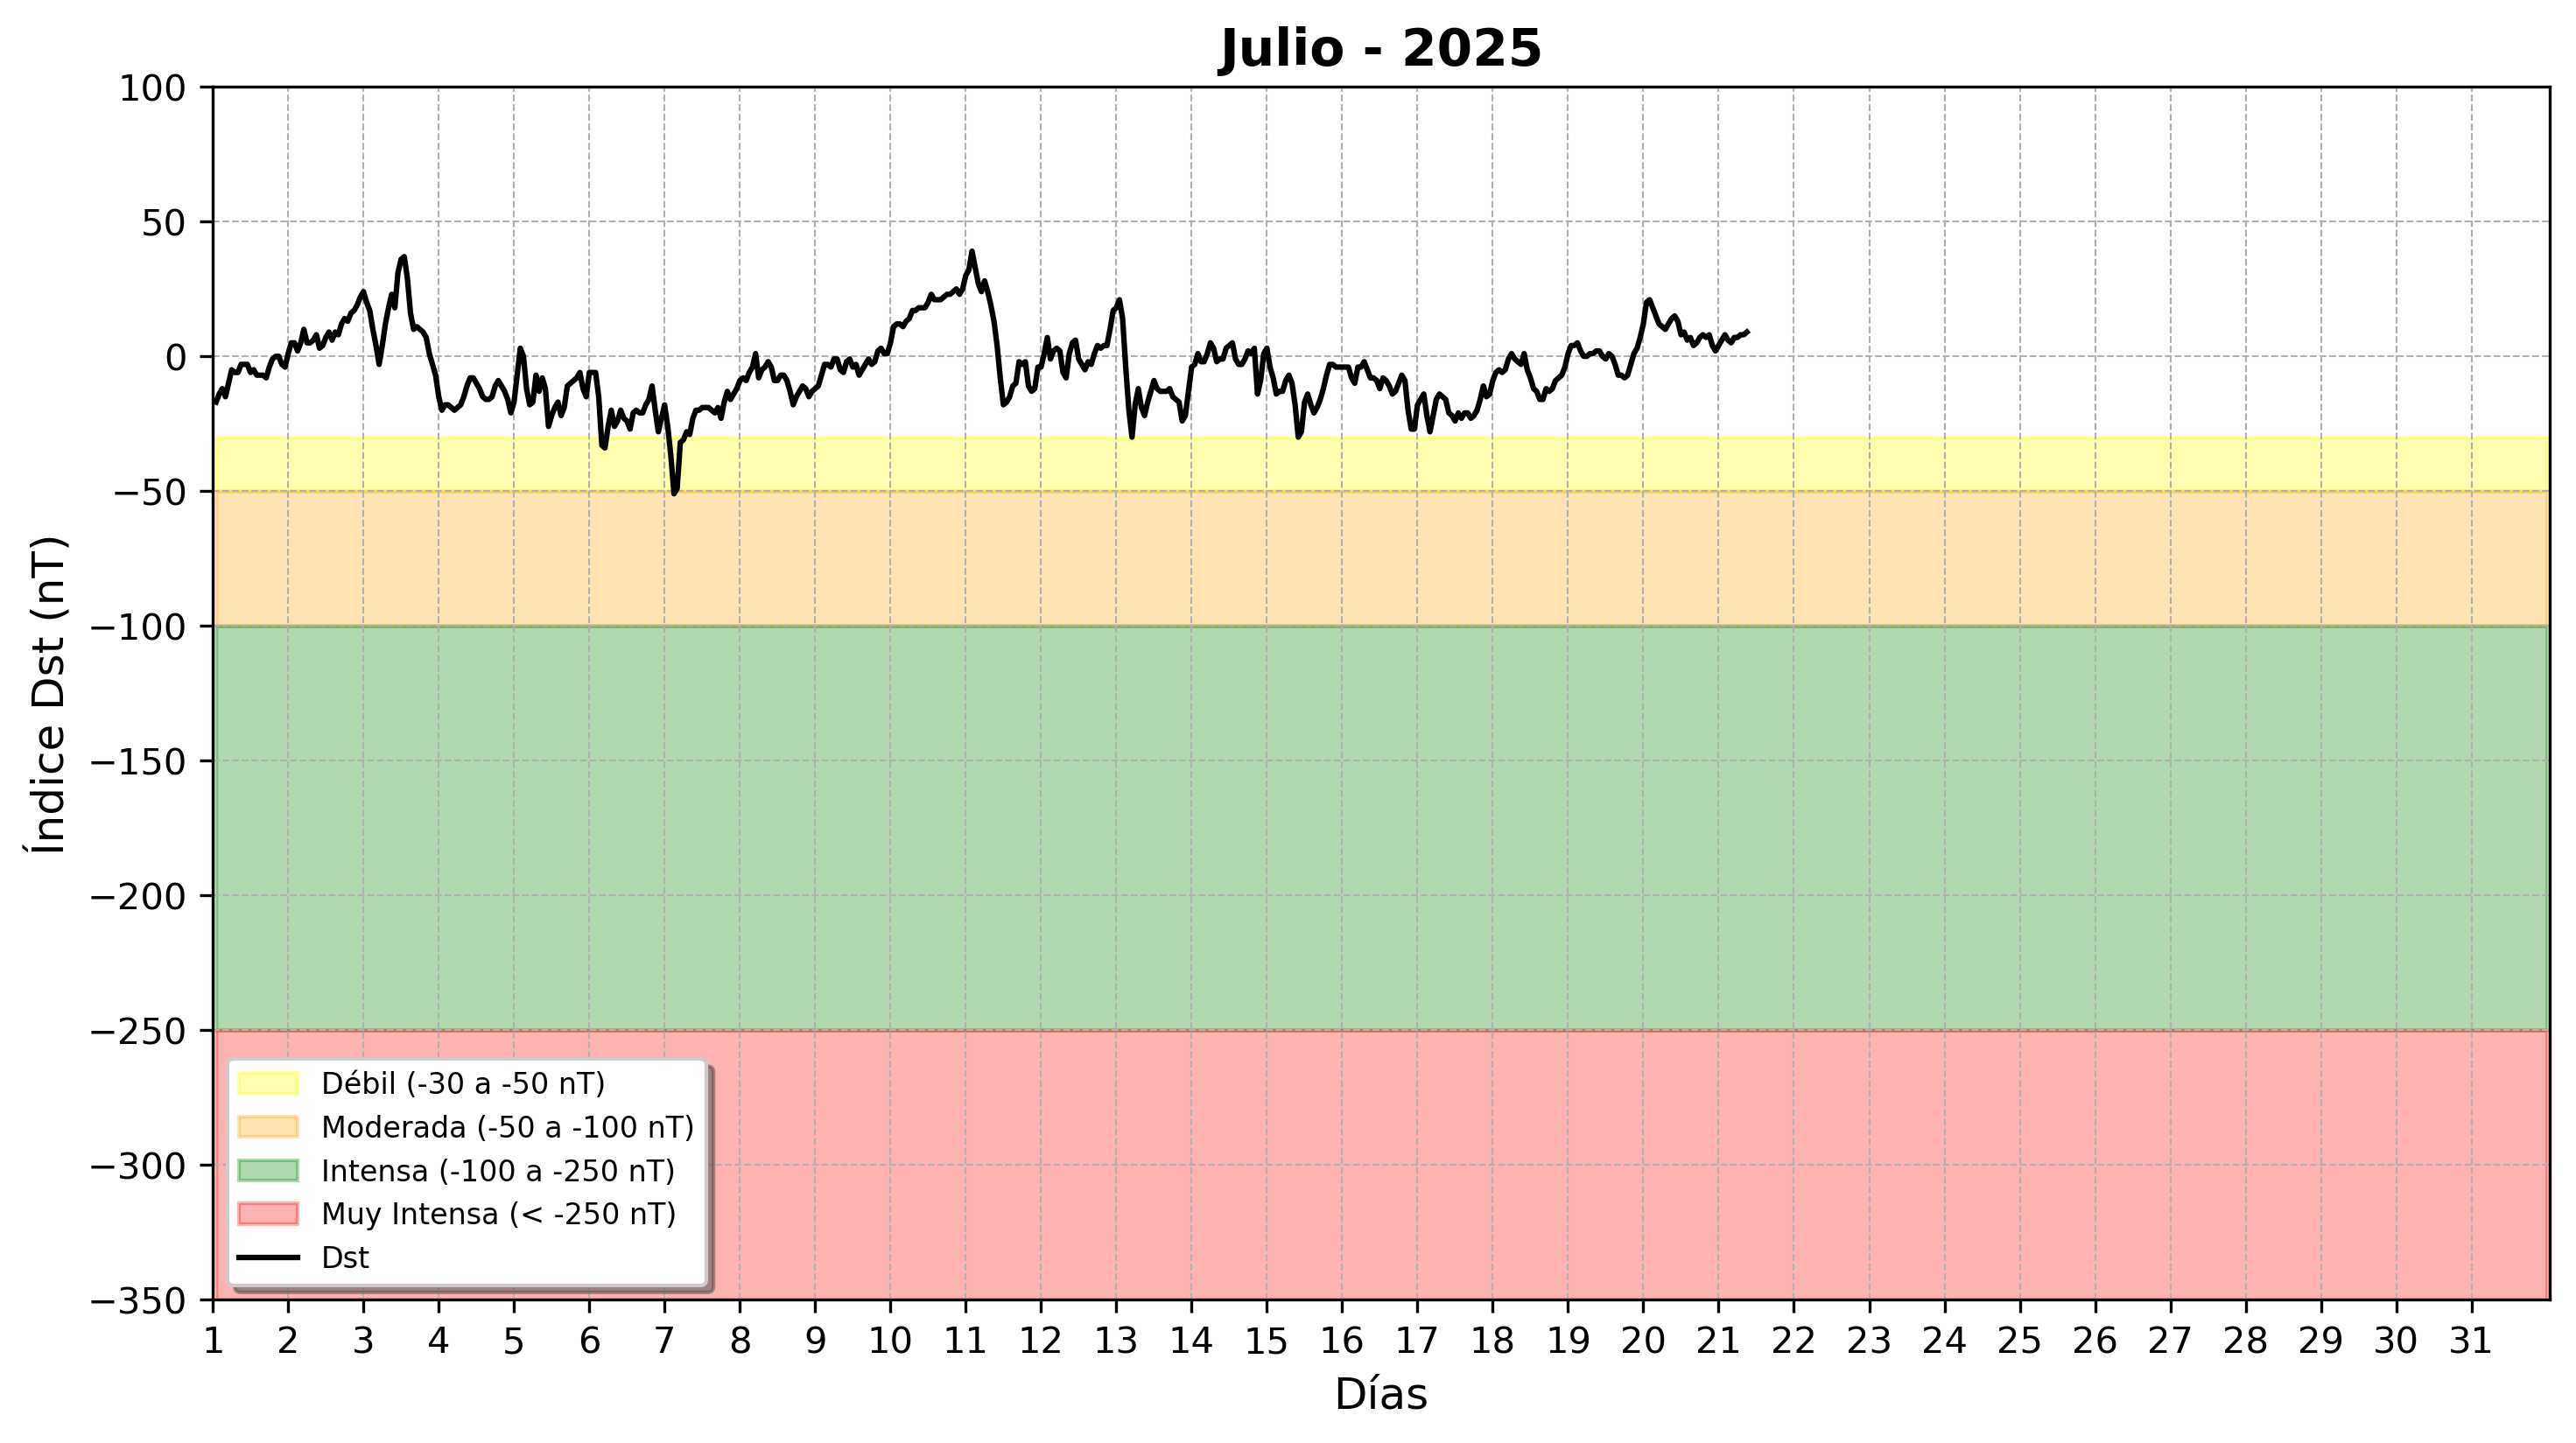 Julio - 2025
100
50
0
−50
−100
−150
−200
−250
−300
−350
Índice Dst (nT)
Débil (-30 a -50 nT)
Moderada (-50 a -100 nT)
Intensa (-100 a -250 nT)
Muy Intensa (< -250 nT)
Dst
1 2 3 4 5 6 7 8 9 10 11 12 13 14 15 16 17 18 19 20 21 22 23 24 25 26 27 28 29 30 31
Días